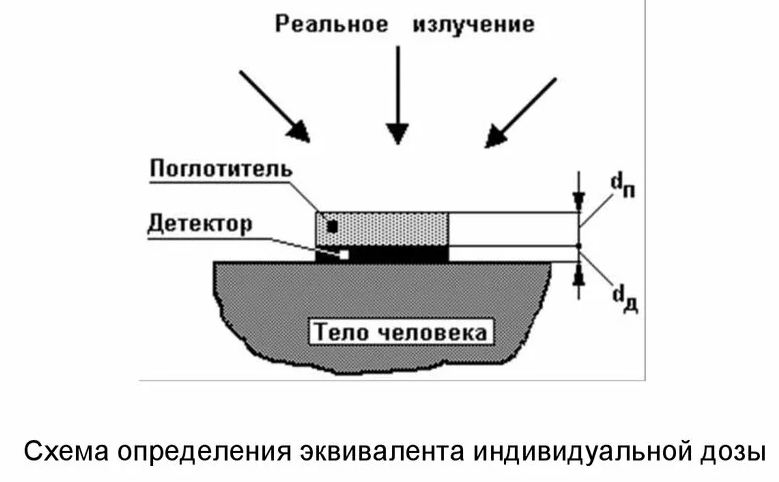 Реальное излучение
Поглотитель
dп
Детектор
dд
Тело человека
Схема определения эквивалента индивидуальной дозы